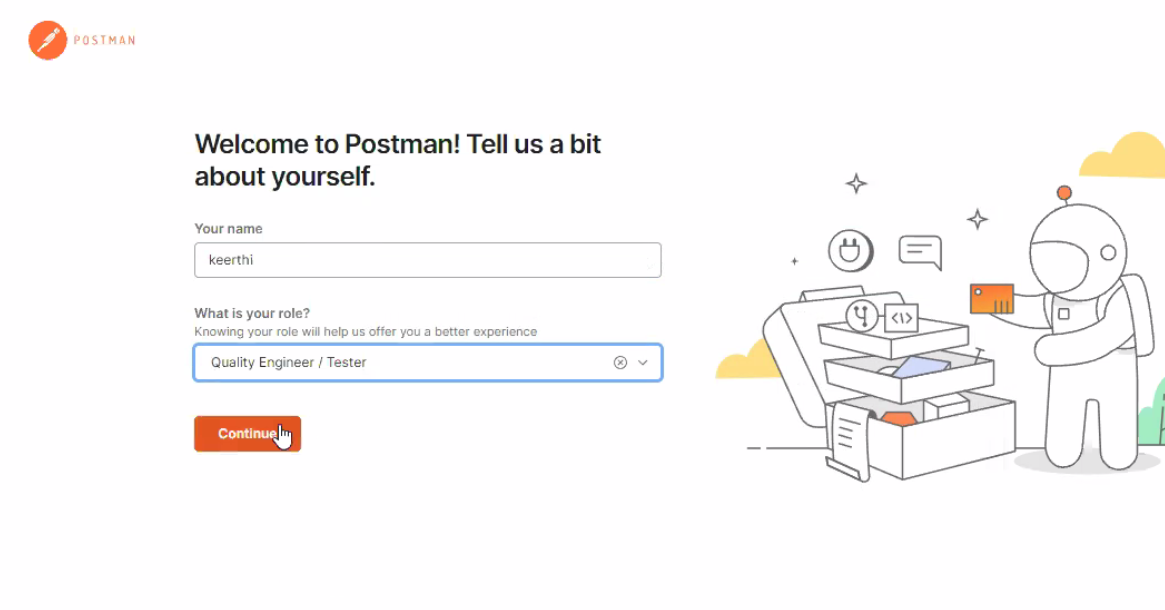 POSTMAN
Welcome to Postman! Tell us a bit
about yourself.
Your name
keerthi
What is your role?
Knowing your role will help us offer you a better experience
Quality Engineer / Tester
Continue